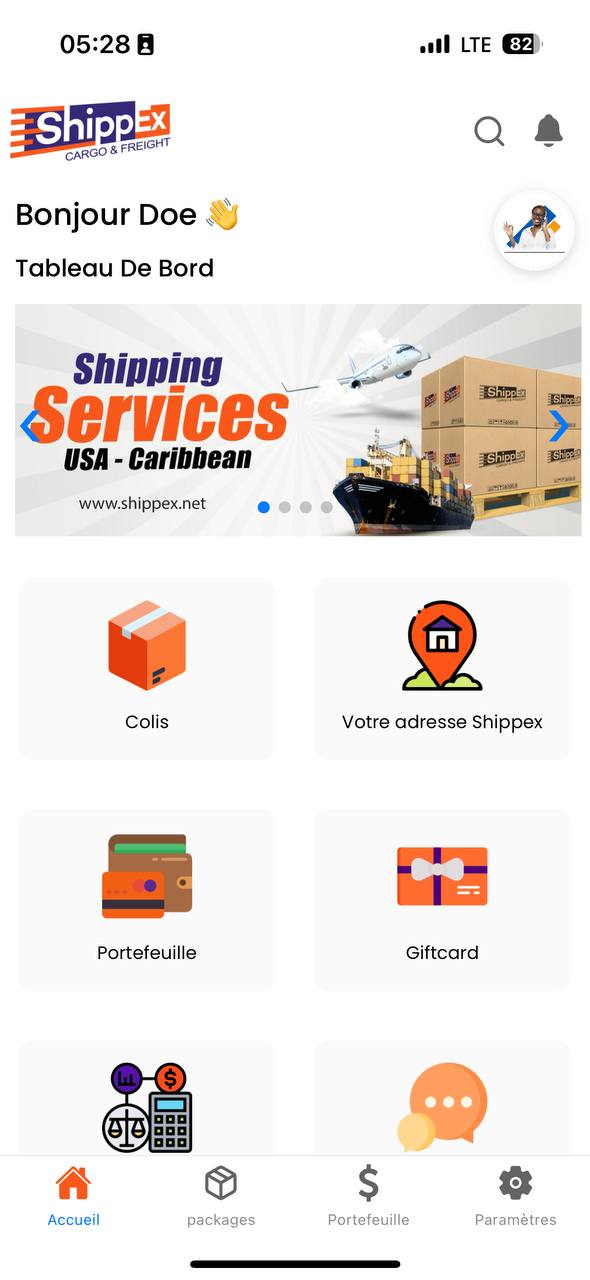 05:28
LTE
82
ShippEx
CARGO & FREIGHT
Bonjour Doe 👋
Tableau De Bord
Shipping
Services
USA - Caribbean
www.shippex.net
ShippEx
Colis
Votre adresse Shippex
Portefeuille
Giftcard
Accueil
packages
Portefeuille
Paramètres